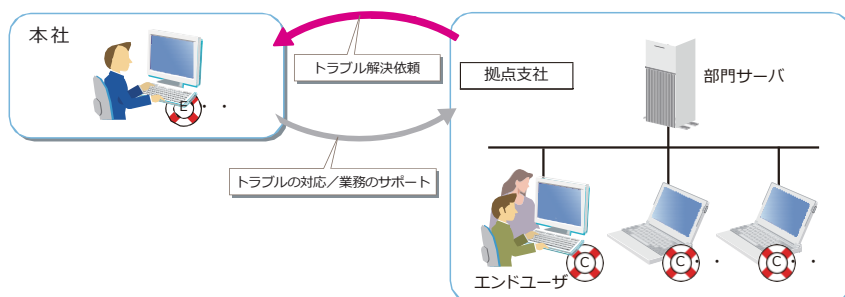 本社
トラブル解決依頼
拠点支社
部門サーバ
E・・
トラブルの対応／業務のサポート
C
C・・
C・・
エンドユーザ